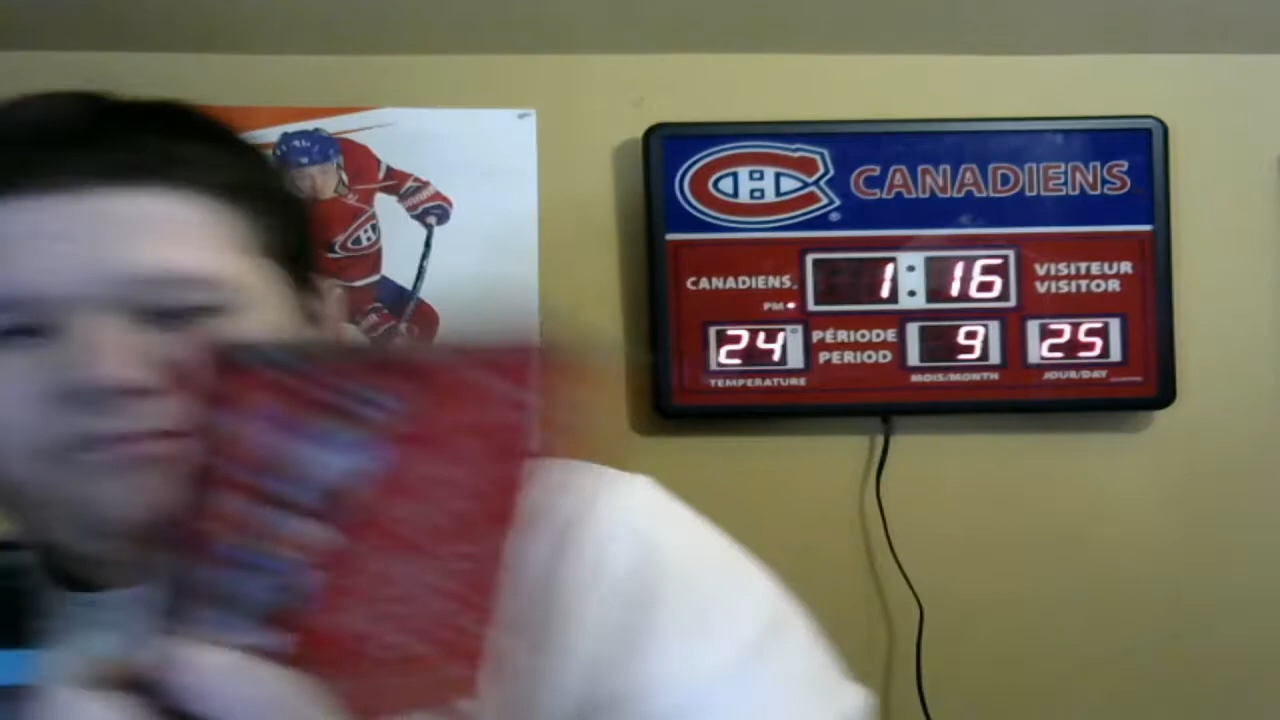 CANADIENS
CANADIENS.
1:16
VISITEUR
VISITOR
PM
24°
PÉRIODE
PERIOD
9
25
TEMPERATURE
MOIS/MONTH
JOUR/DAY